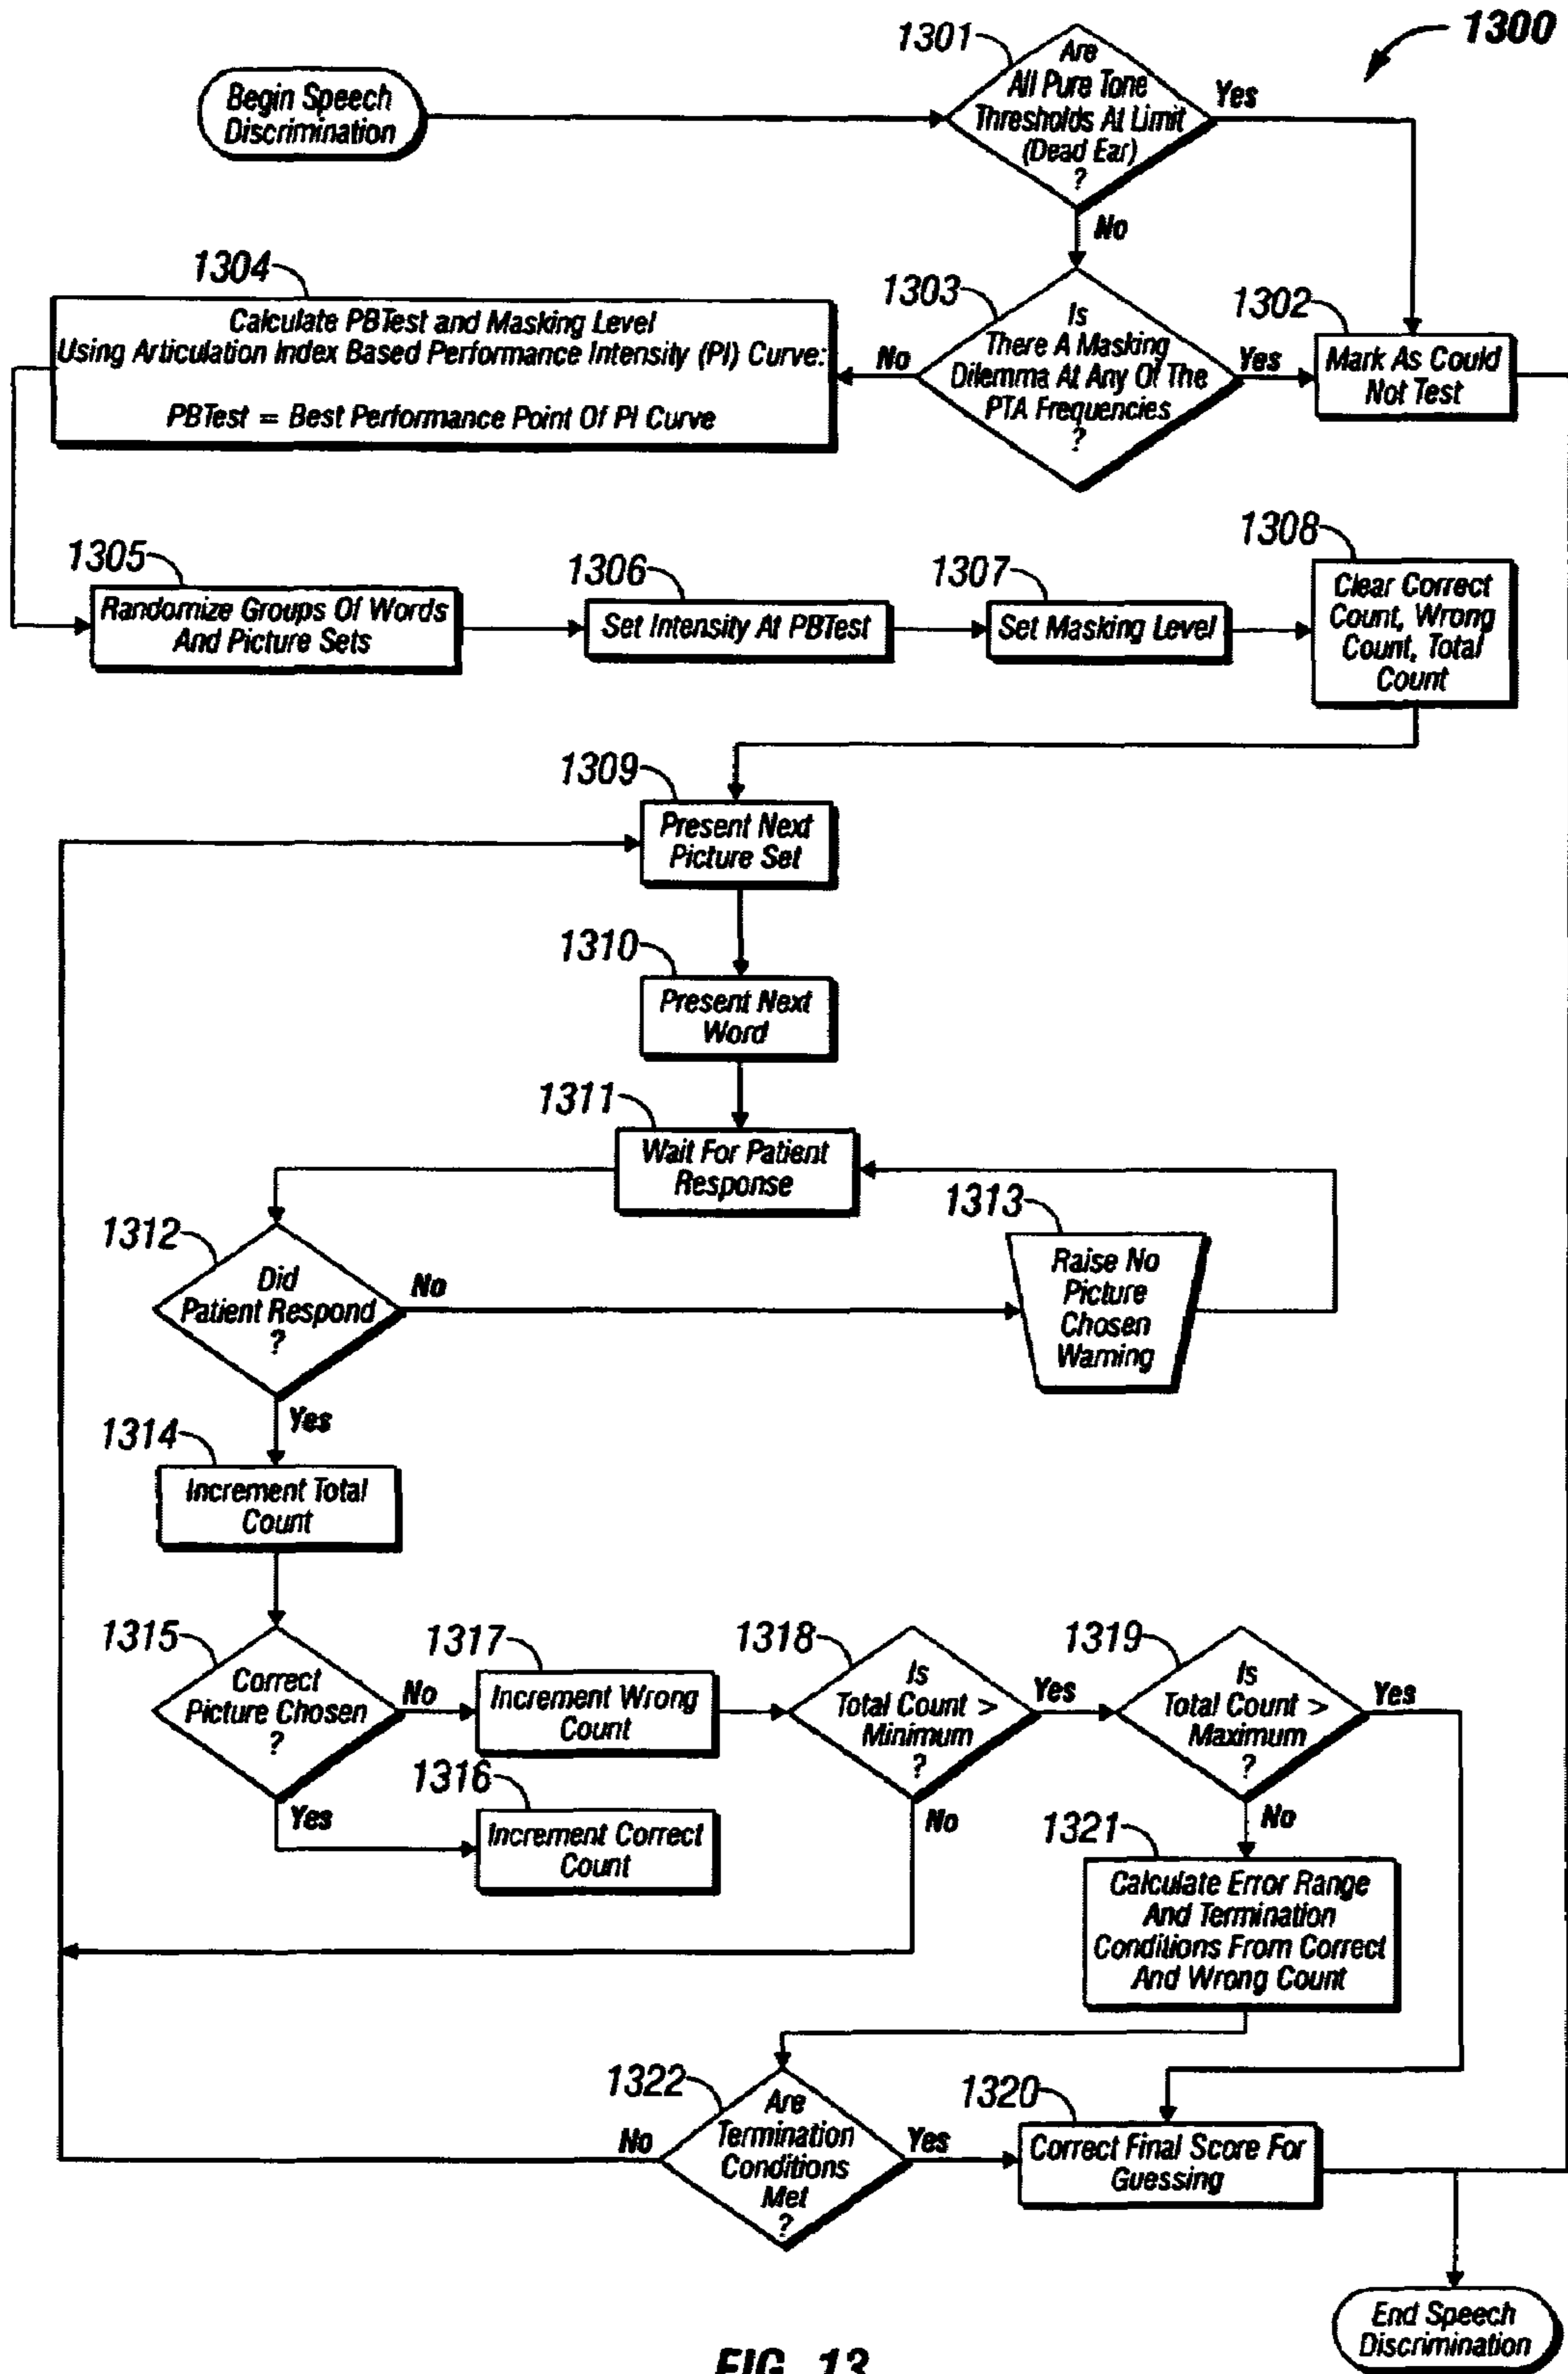 1300
1301
Begin Speech
Discrimination
Are
All Pure Tone
Thresholds At Limit
(Dead Ear)
?
Yes
No
1304
Calculate PBTest and Masking Level
Using Articulation Index Based Performance Intensity (PI) Curve:
PBTest = Best Performance Point Of PI Curve
No
1303
Is
There A Masking
Dilemma At Any Of The
PTA Frequencies
?
Yes
1302
Mark As Could
Not Test
1305
Randomize Groups Of Words
And Picture Sets
1306
Set Intensity At PBTest
1307
Set Masking Level
1308
Clear Correct
Count, Wrong
Count, Total
Count
1309
Present Next
Picture Set
1310
Present Next
Word
1311
Wait For Patient
Response
1312
Did
Patient Respond
?
No
1313
Raise No
Picture
Chosen
Warning
Yes
1314
Increment Total
Count
1315
Correct
Picture Chosen
?
No
1317
Increment Wrong
Count
1318
Is
Total Count >
Minimum
?
Yes
1319
Is
Total Count >
Maximum
?
Yes
Yes
1316
Increment Correct
Count
No
No
1321
Calculate Error Range
And Termination
Conditions From Correct
And Wrong Count
1322
Are
Termination
Conditions
Met
?
No
Yes
1320
Correct Final Score For
Guessing
End Speech
Discrimination
FIG. 13